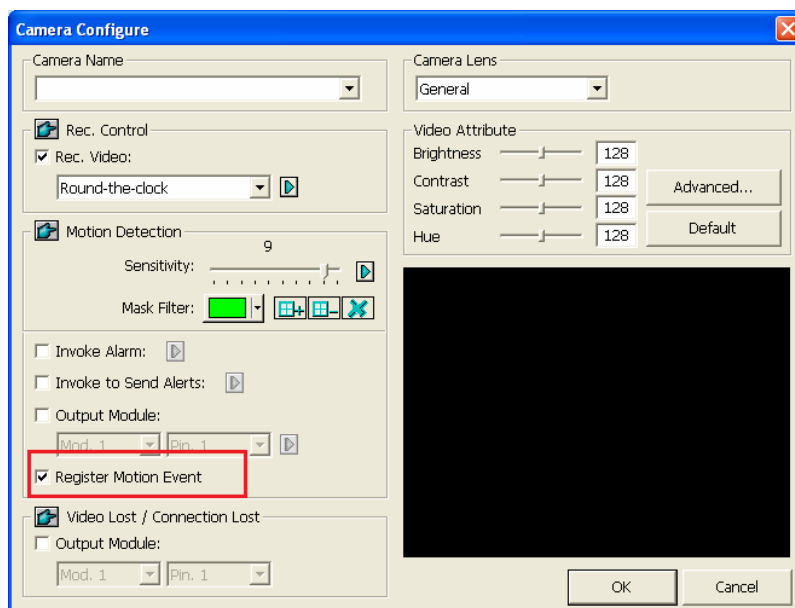 Camera Configure
Camera Name
Rec. Control
Rec. Video:
Round-the-clock
Motion Detection
9
Sensitivity:
Mask Filter:
Invoke Alarm:
Invoke to Send Alerts:
Output Module:
Mod. 1 Pin. 1
Register Motion Event
Video Lost / Connection Lost
Output Module:
Mod. 1 Pin. 1
Camera Lens
General
Video Attribute
Brightness 128
Contrast 128
Saturation 128
Hue 128
Advanced...
Default
OK Cancel